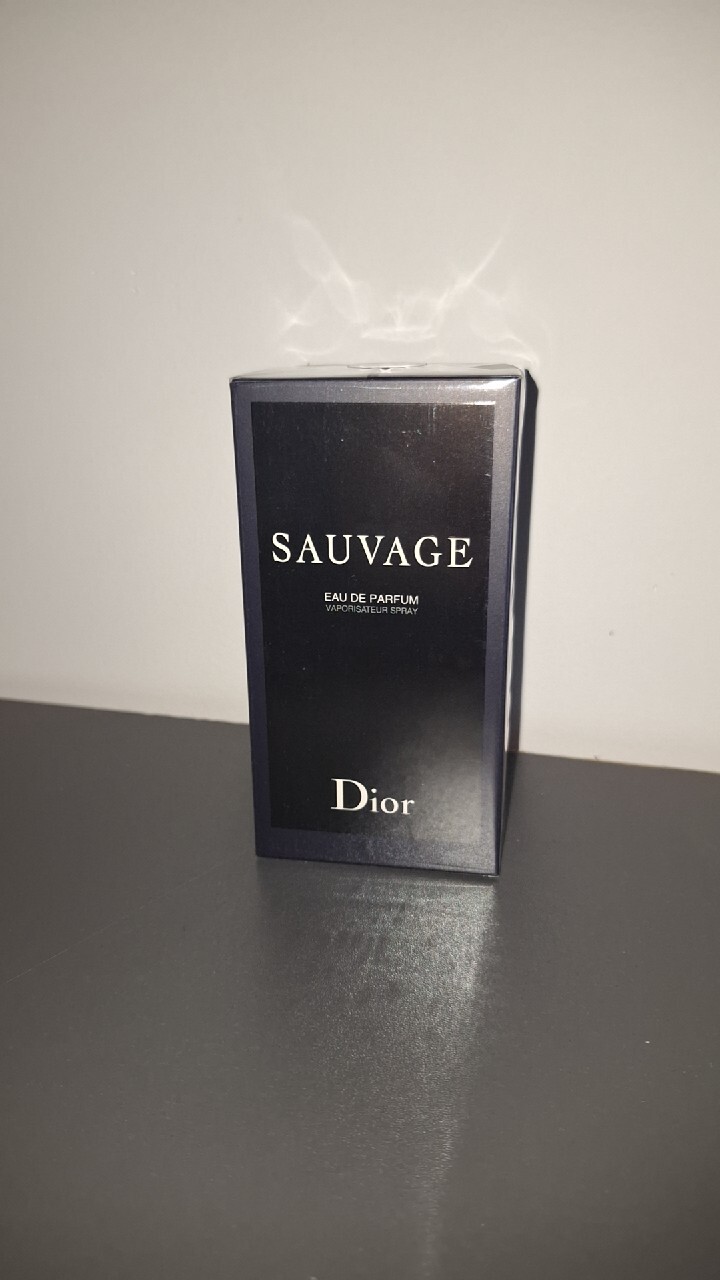 SAUVAGE
EAU DE PARFUM
VAPORISATEUR SPRAY
Dior